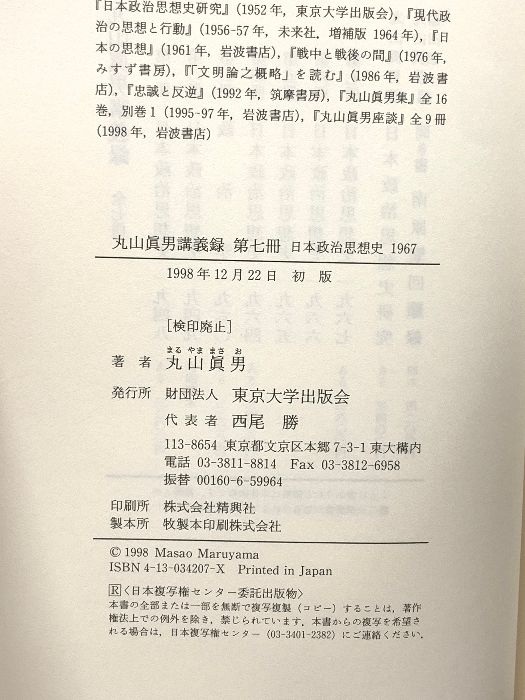 『日本政治思想史研究』(1952年, 東京大学出版会),『現代政
治の思想と行動』(1956-57年, 未来社, 増補版 1964年),『日
本の思想』(1961年, 岩波書店),『戦中と戦後の間』(1976年,
みすず書房),『「文明論之概略」を読む』(1986年, 岩波書
店),『忠誠と反逆』(1992年, 筑摩書房),『丸山眞男集』全16
巻, 別巻1 (1995-97年, 岩波書店),『丸山眞男座談』全9冊
(1998年, 岩波書店)
丸山眞男講義録 第七冊 日本政治思想史 1967
1998年12月22日 初 版
[検印廃止]
まる やま まさ お
著 者 丸山眞男
発行所 財団法人 東京大学出版会
代表者 西尾 勝
113-8654 東京都文京区本郷7-3-1東大構内
電話 03-3811-8814 Fax 03-3812-6958
振替 00160-6-59964
印刷所 株式会社精興社
製本所 牧製本印刷株式会社
© 1998 Masao Maruyama
ISBN 4-13-034207-X Printed in Japan
R〈日本複写権センター委託出版物〉
本書の全部または一部を無断で複写複製(コピー)することは, 著作
権法上での例外を除き, 禁じられています. 本書からの複写を希望さ
れる場合は, 日本複写権センター(03-3401-2382)にご連絡ください.